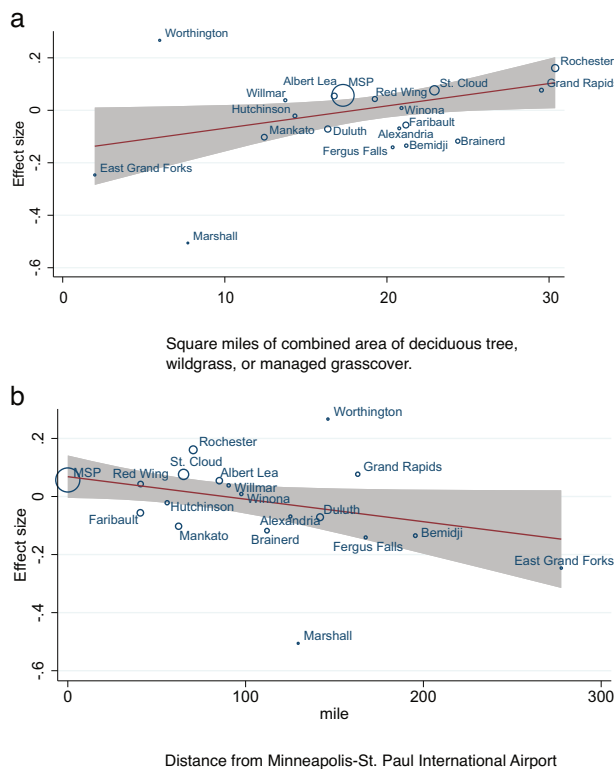 a
Worthington
.2
Rochester
Albert Lea MSP St. Cloud
Grand Rapids
Willmar Red Wing
Effect size
0
Hutchinson Winona
Faribault
Mankato Duluth Alexandria
Brainerd
Fergus Falls Bemidji
-.2
East Grand Forks
-.4
Marshall
-.6
0 10 20 30
Square miles of combined area of deciduous tree,
wildgrass, or managed grasscover.
b
Worthington
.2
Rochester
St. Cloud
Grand Rapids
MSP Red Wing Albert Lea
Willmar
Effect size
0
Hutchinson Winona
Faribault Alexandria Duluth
Mankato Brainerd Bemidji
Fergus Falls
-.2
East Grand Forks
-.4
Marshall
-.6
0 100 200 300
mile
Distance from Minneapolis-St. Paul International Airport